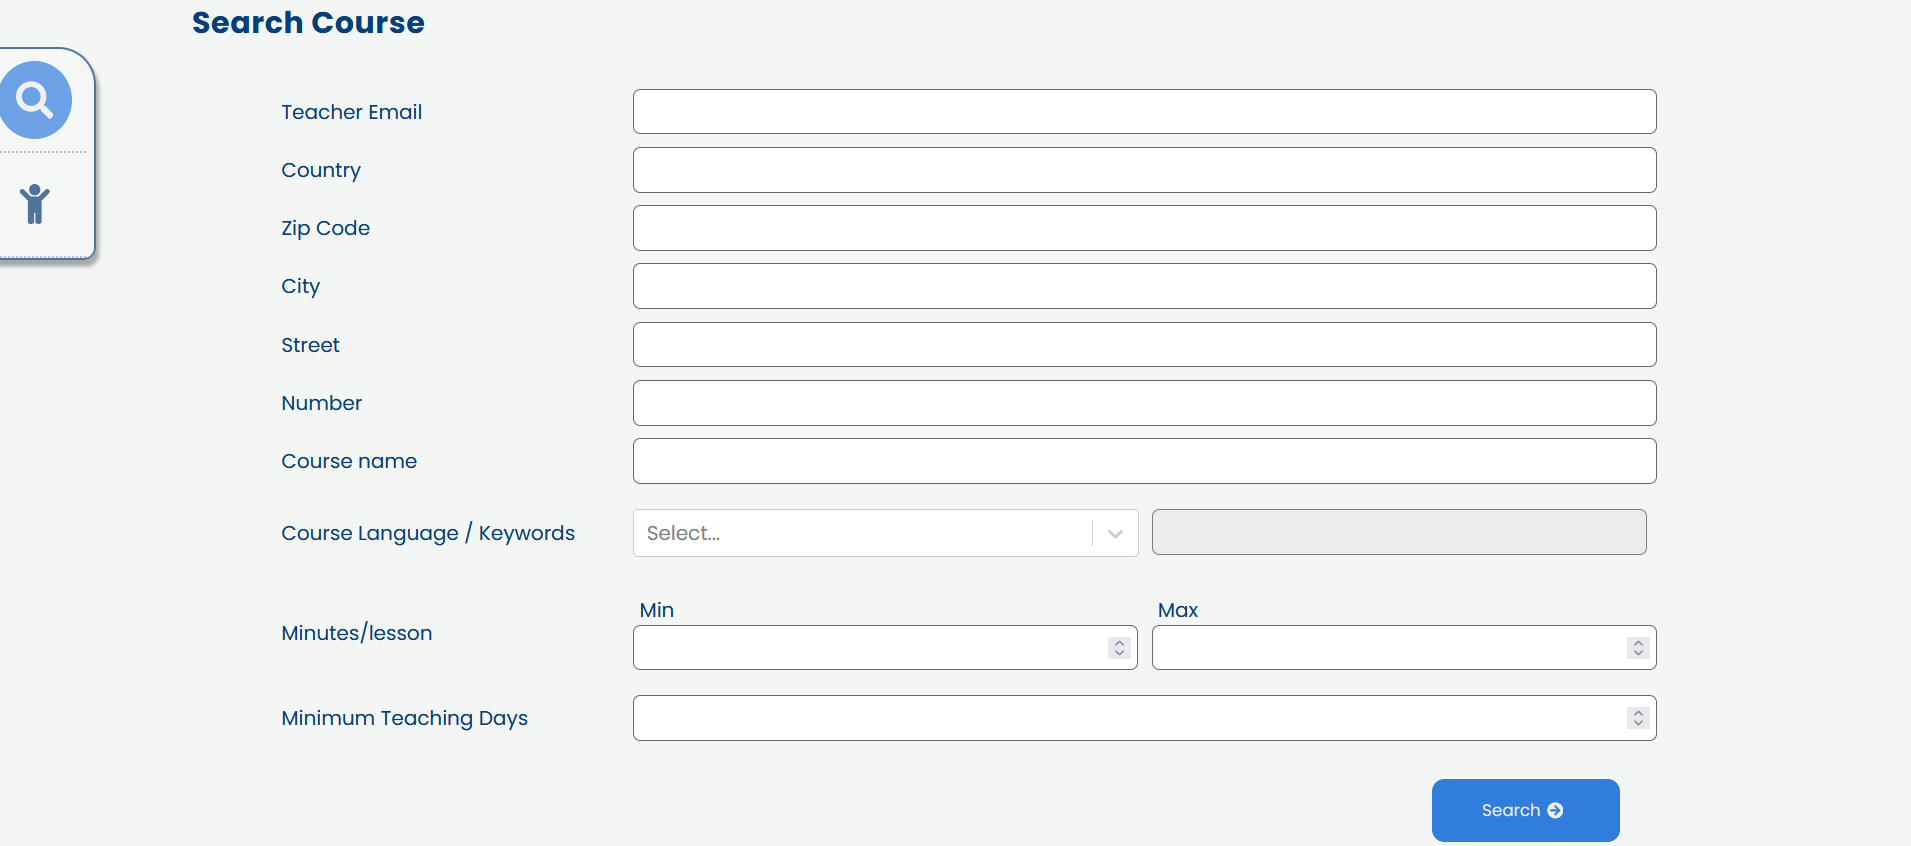 Search Course
Teacher Email
Country
Zip Code
City
Street
Number
Course name
Course Language / Keywords
Select...
Min
Max
Minutes/lesson
Minimum Teaching Days
Search